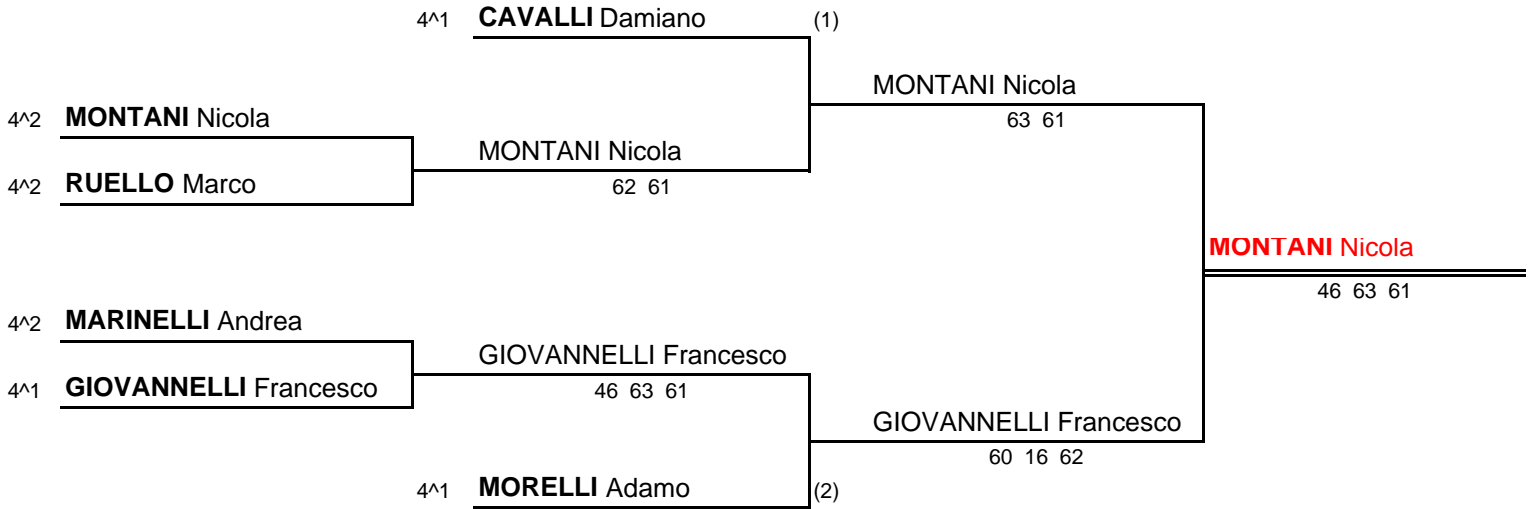 4^1 CAVALLI Damiano (1)
MONTANI Nicola
63 61
4^2 MONTANI Nicola
MONTANI Nicola
62 61
4^2 RUELLO Marco
MONTANI Nicola
46 63 61
4^2 MARINELLI Andrea
GIOVANNELLI Francesco
46 63 61
4^1 GIOVANNELLI Francesco
GIOVANNELLI Francesco
60 16 62
4^1 MORELLI Adamo (2)